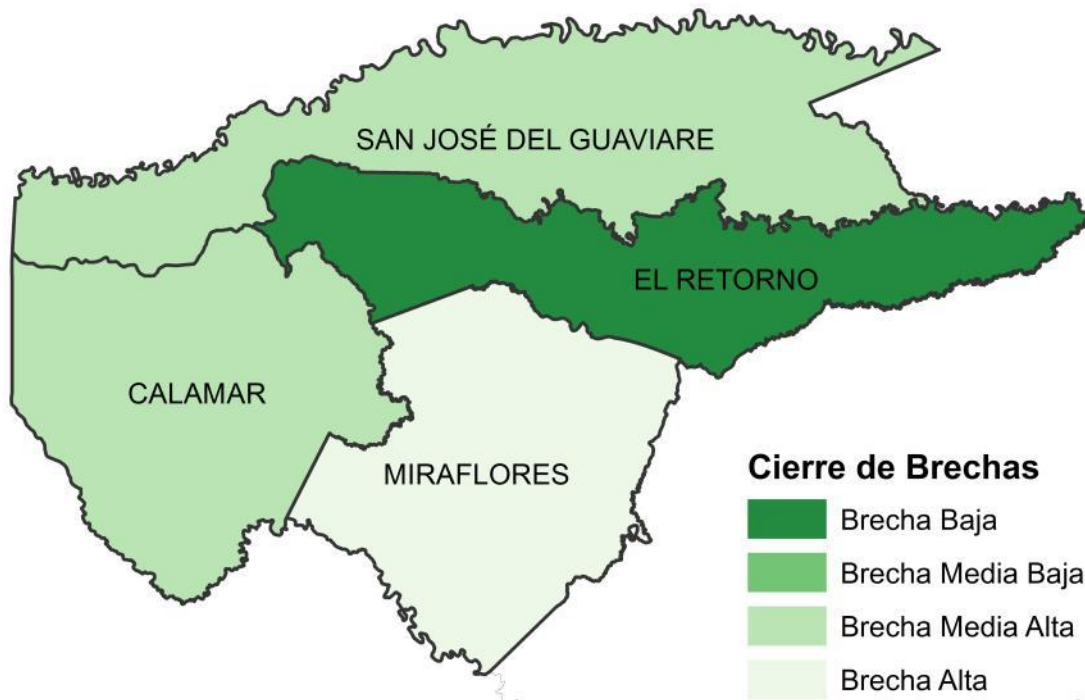 SAN JOSÉ DEL GUAVIARE
EL RETORNO
CALAMAR
MIRAFLORES
Cierre de Brechas
Brecha Baja
Brecha Media Baja
Brecha Media Alta
Brecha Alta